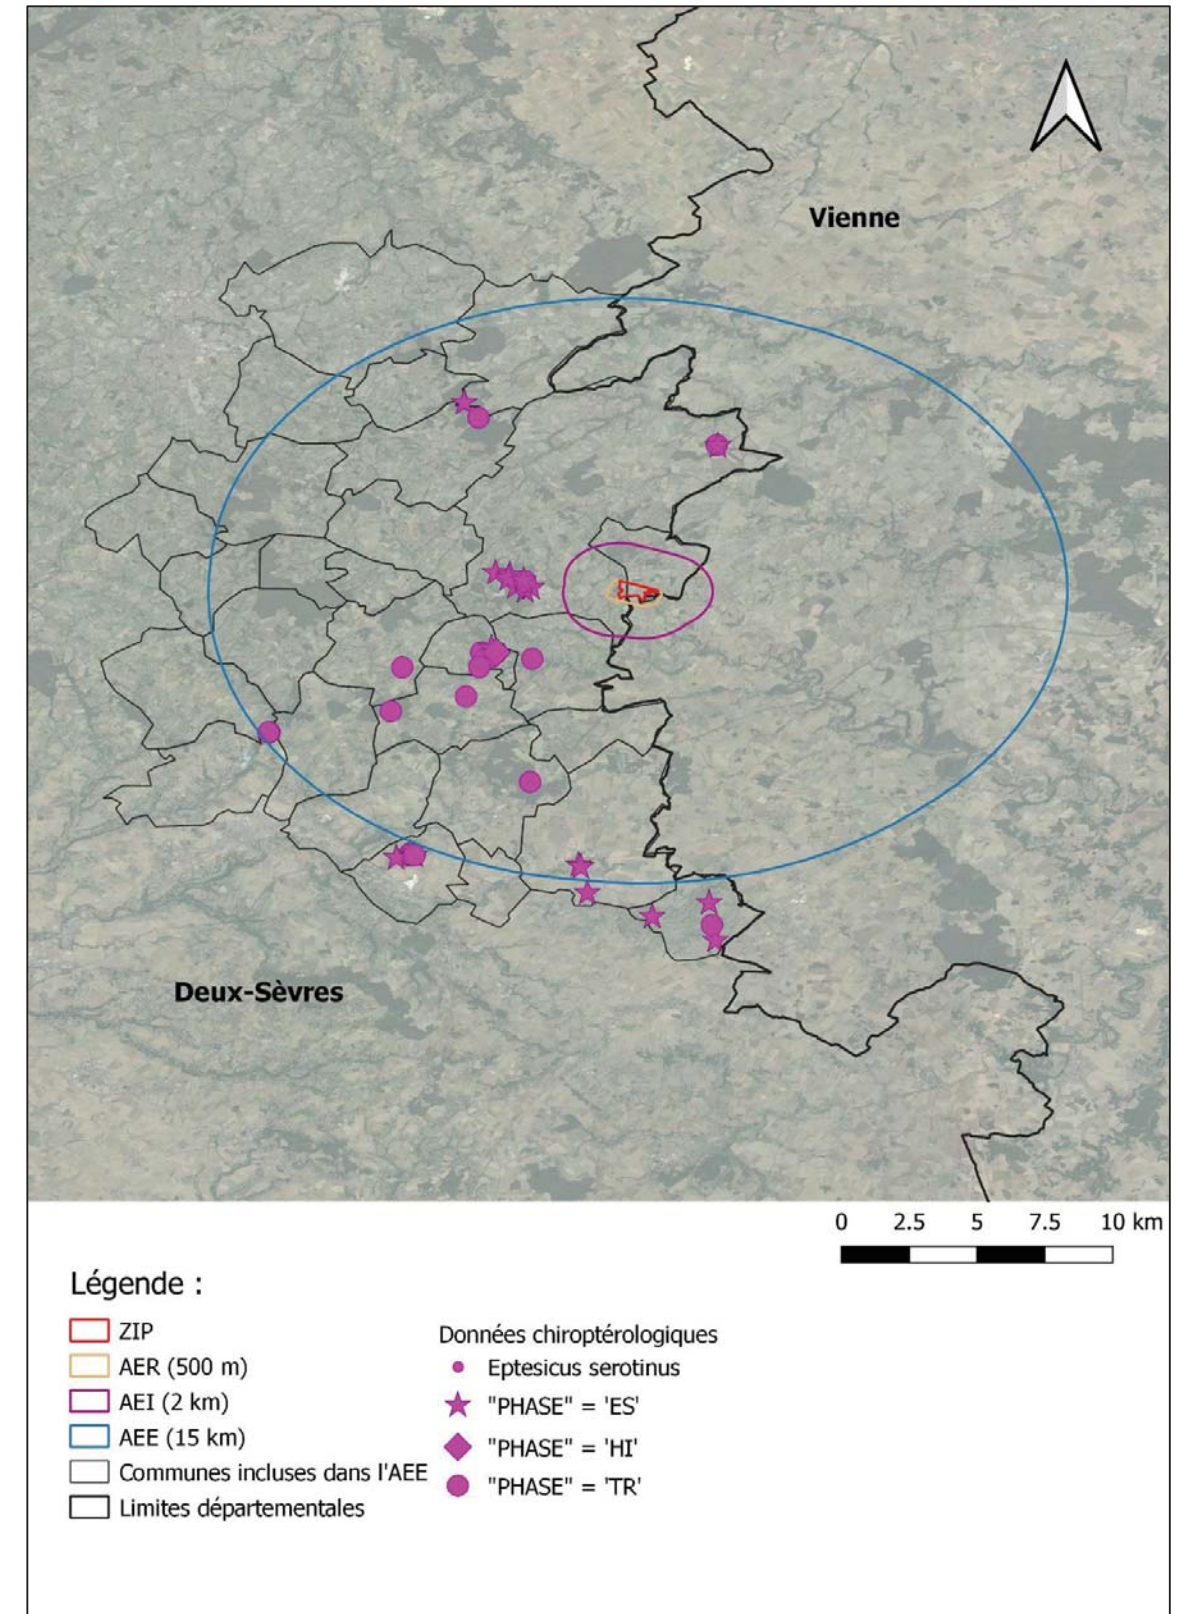 Vienne
Deux-Sèvres
0 2.5 5 7.5 10 km
Légende :
ZIP
AER (500 m)
AEI (2 km)
AEE (15 km)
Communes incluses dans l'AEE
Limites départementales
Données chiroptérologiques
Eptesicus serotinus
"PHASE" = 'ES'
"PHASE" = 'HI'
"PHASE" = 'TR'